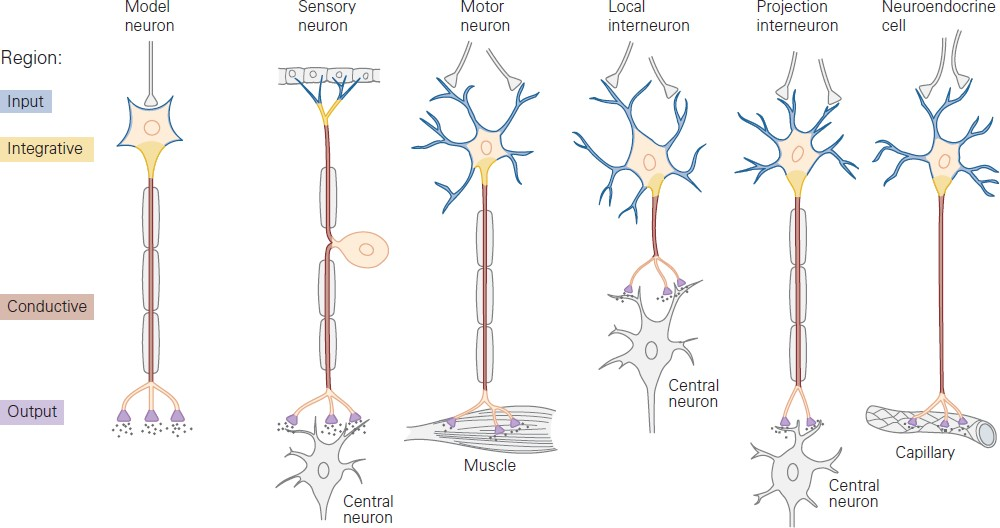 Model
neuron
Sensory
neuron
Motor
neuron
Local
interneuron
Projection
interneuron
Neuroendocrine
cell
Region:
Input
Integrative
Conductive
Output
Central
neuron
Muscle
Central
neuron
Central
neuron
Capillary